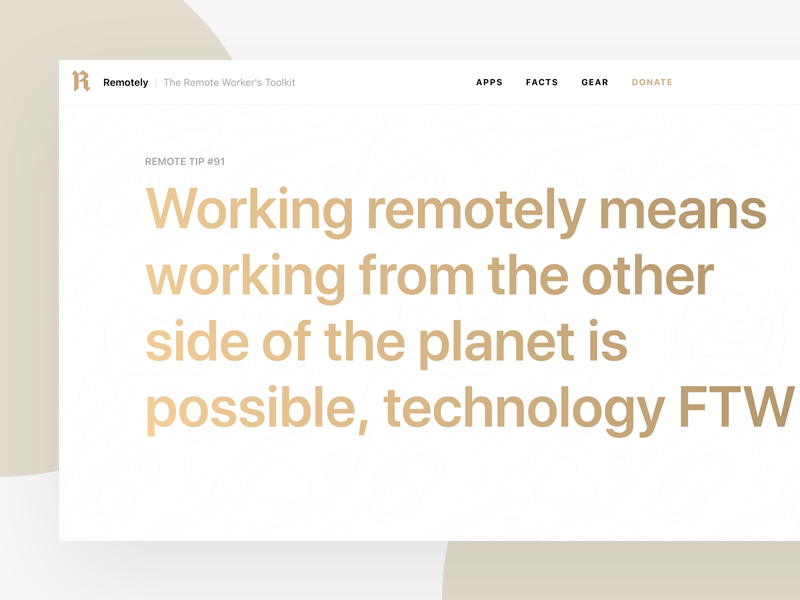 R Remotely | The Remote Worker's Toolkit APPS FACTS GEAR DONATE
REMOTE TIP #91
Working remotely means
working from the other
side of the planet is
possible, technology FTW